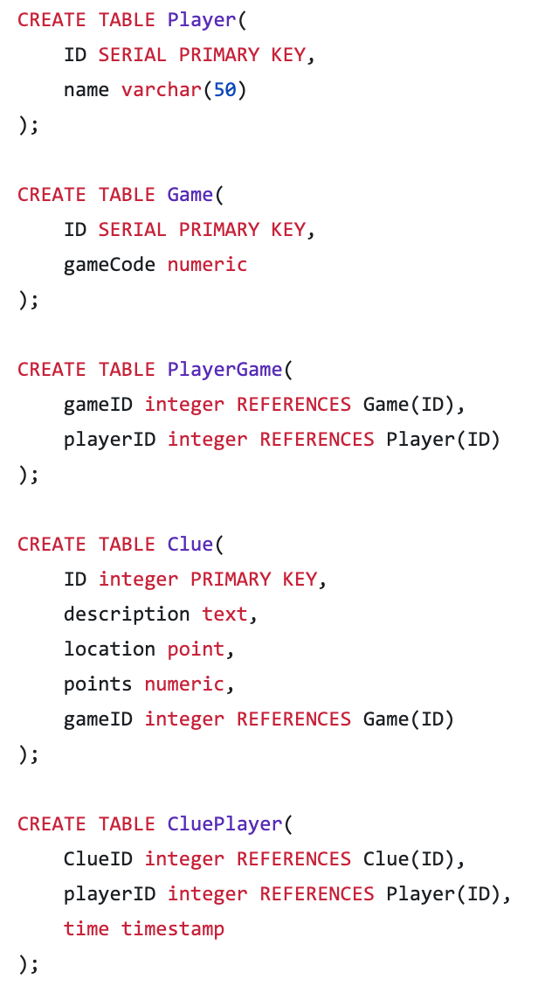 CREATE TABLE Player(
    ID SERIAL PRIMARY KEY,
    name varchar(50)
);

CREATE TABLE Game(
    ID SERIAL PRIMARY KEY,
    gameCode numeric
);

CREATE TABLE PlayerGame(
    gameID integer REFERENCES Game(ID),
    playerID integer REFERENCES Player(ID)
);

CREATE TABLE Clue(
    ID integer PRIMARY KEY,
    description text,
    location point,
    points numeric,
    gameID integer REFERENCES Game(ID)
);

CREATE TABLE CluePlayer(
    ClueID integer REFERENCES Clue(ID),
    playerID integer REFERENCES Player(ID),
    time timestamp
);